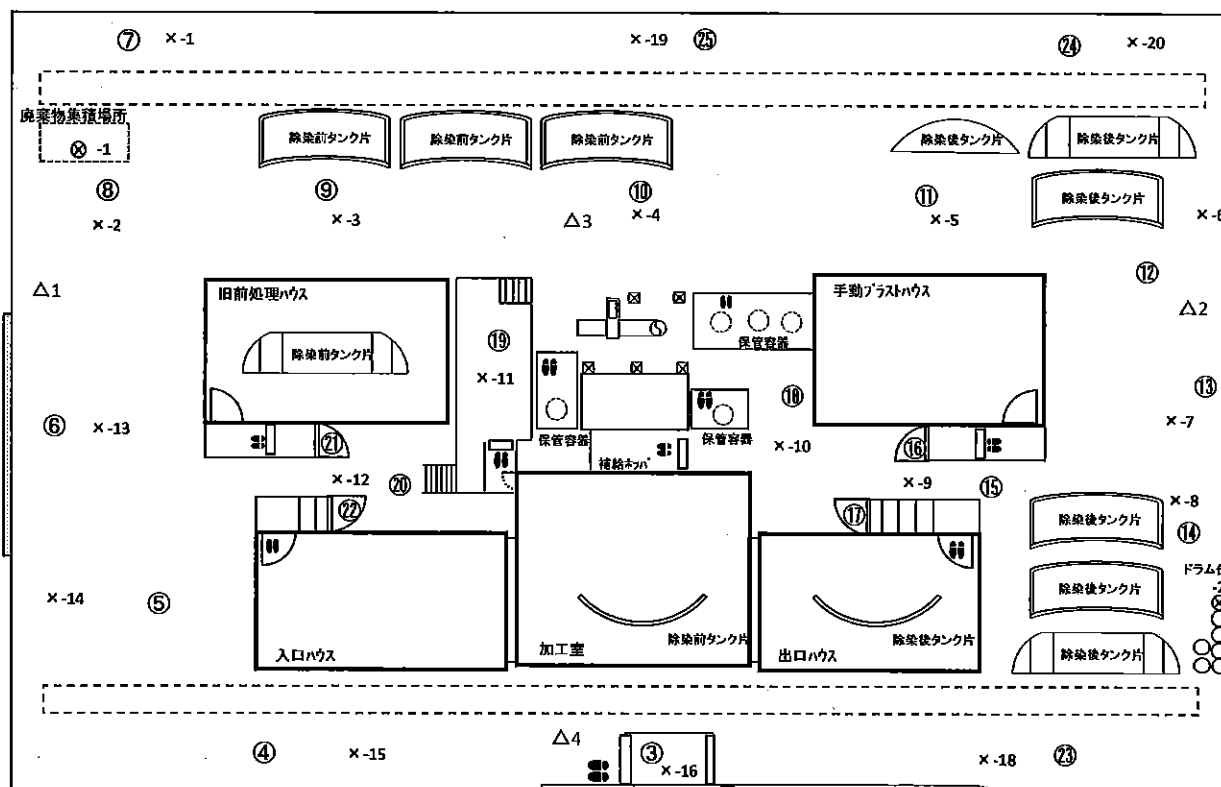 ⑦ ×-1 ×-19 ㉕ ㉔ ×-20
廃棄物集積場所
⊗ -1
除染前タンク片 除染前タンク片 除染前タンク片 除染後タンク片 除染後タンク片
除染後タンク片
⑧ ⑨ ⑩ ⑪
×-2 ×-3 △3 ×-4 ×-5 ×-6
⑫
△1 旧前処理ハウス 手動ブラストハウス △2
⑲ 保管容器
除染前タンク片
×-11
⑱ ⑬
⑥ ×-13 ㉑ 保管容器 保管容器 ×-10 ⑯ ×-7
補給ホッパ
×-12 ⑳ ×-9 ⑮
㉒ ⑰ 除染後タンク片 ×-8
⑭
ドラム缶
×-14 ⑤ 除染後タンク片
入口ハウス 加工室 除染前タンク片 出口ハウス 除染後タンク片 除染後タンク片
④ ×-15 △4 ③ ×-16 ×-18 ㉓